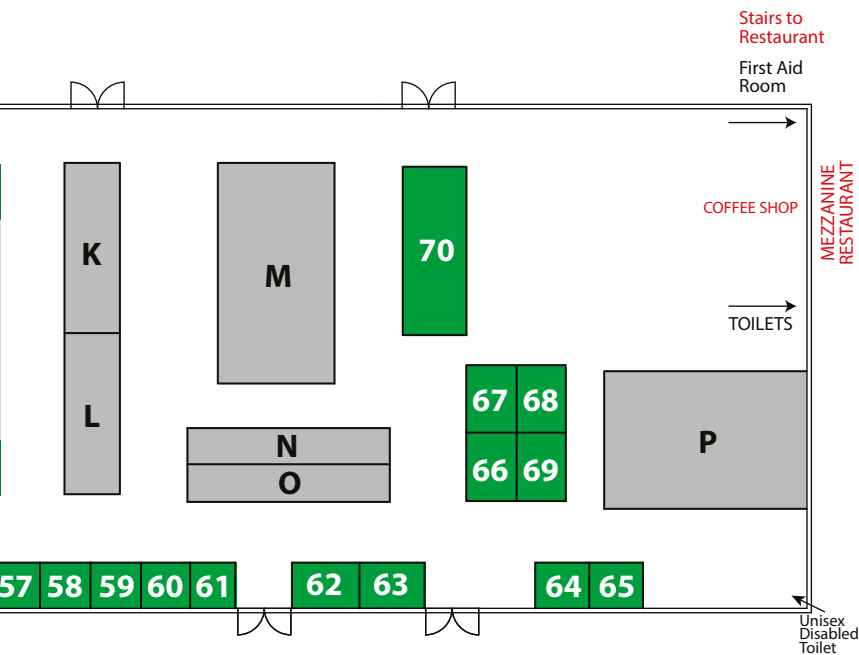 Stairs to
Restaurant
First Aid
Room
MEZZANINE
RESTAURANT
COFFEE SHOP
K
M
70
TOILETS
L
67 68
P
N
66 69
O
57 58 59 60 61 62 63 64 65
Unisex
Disabled
Toilet